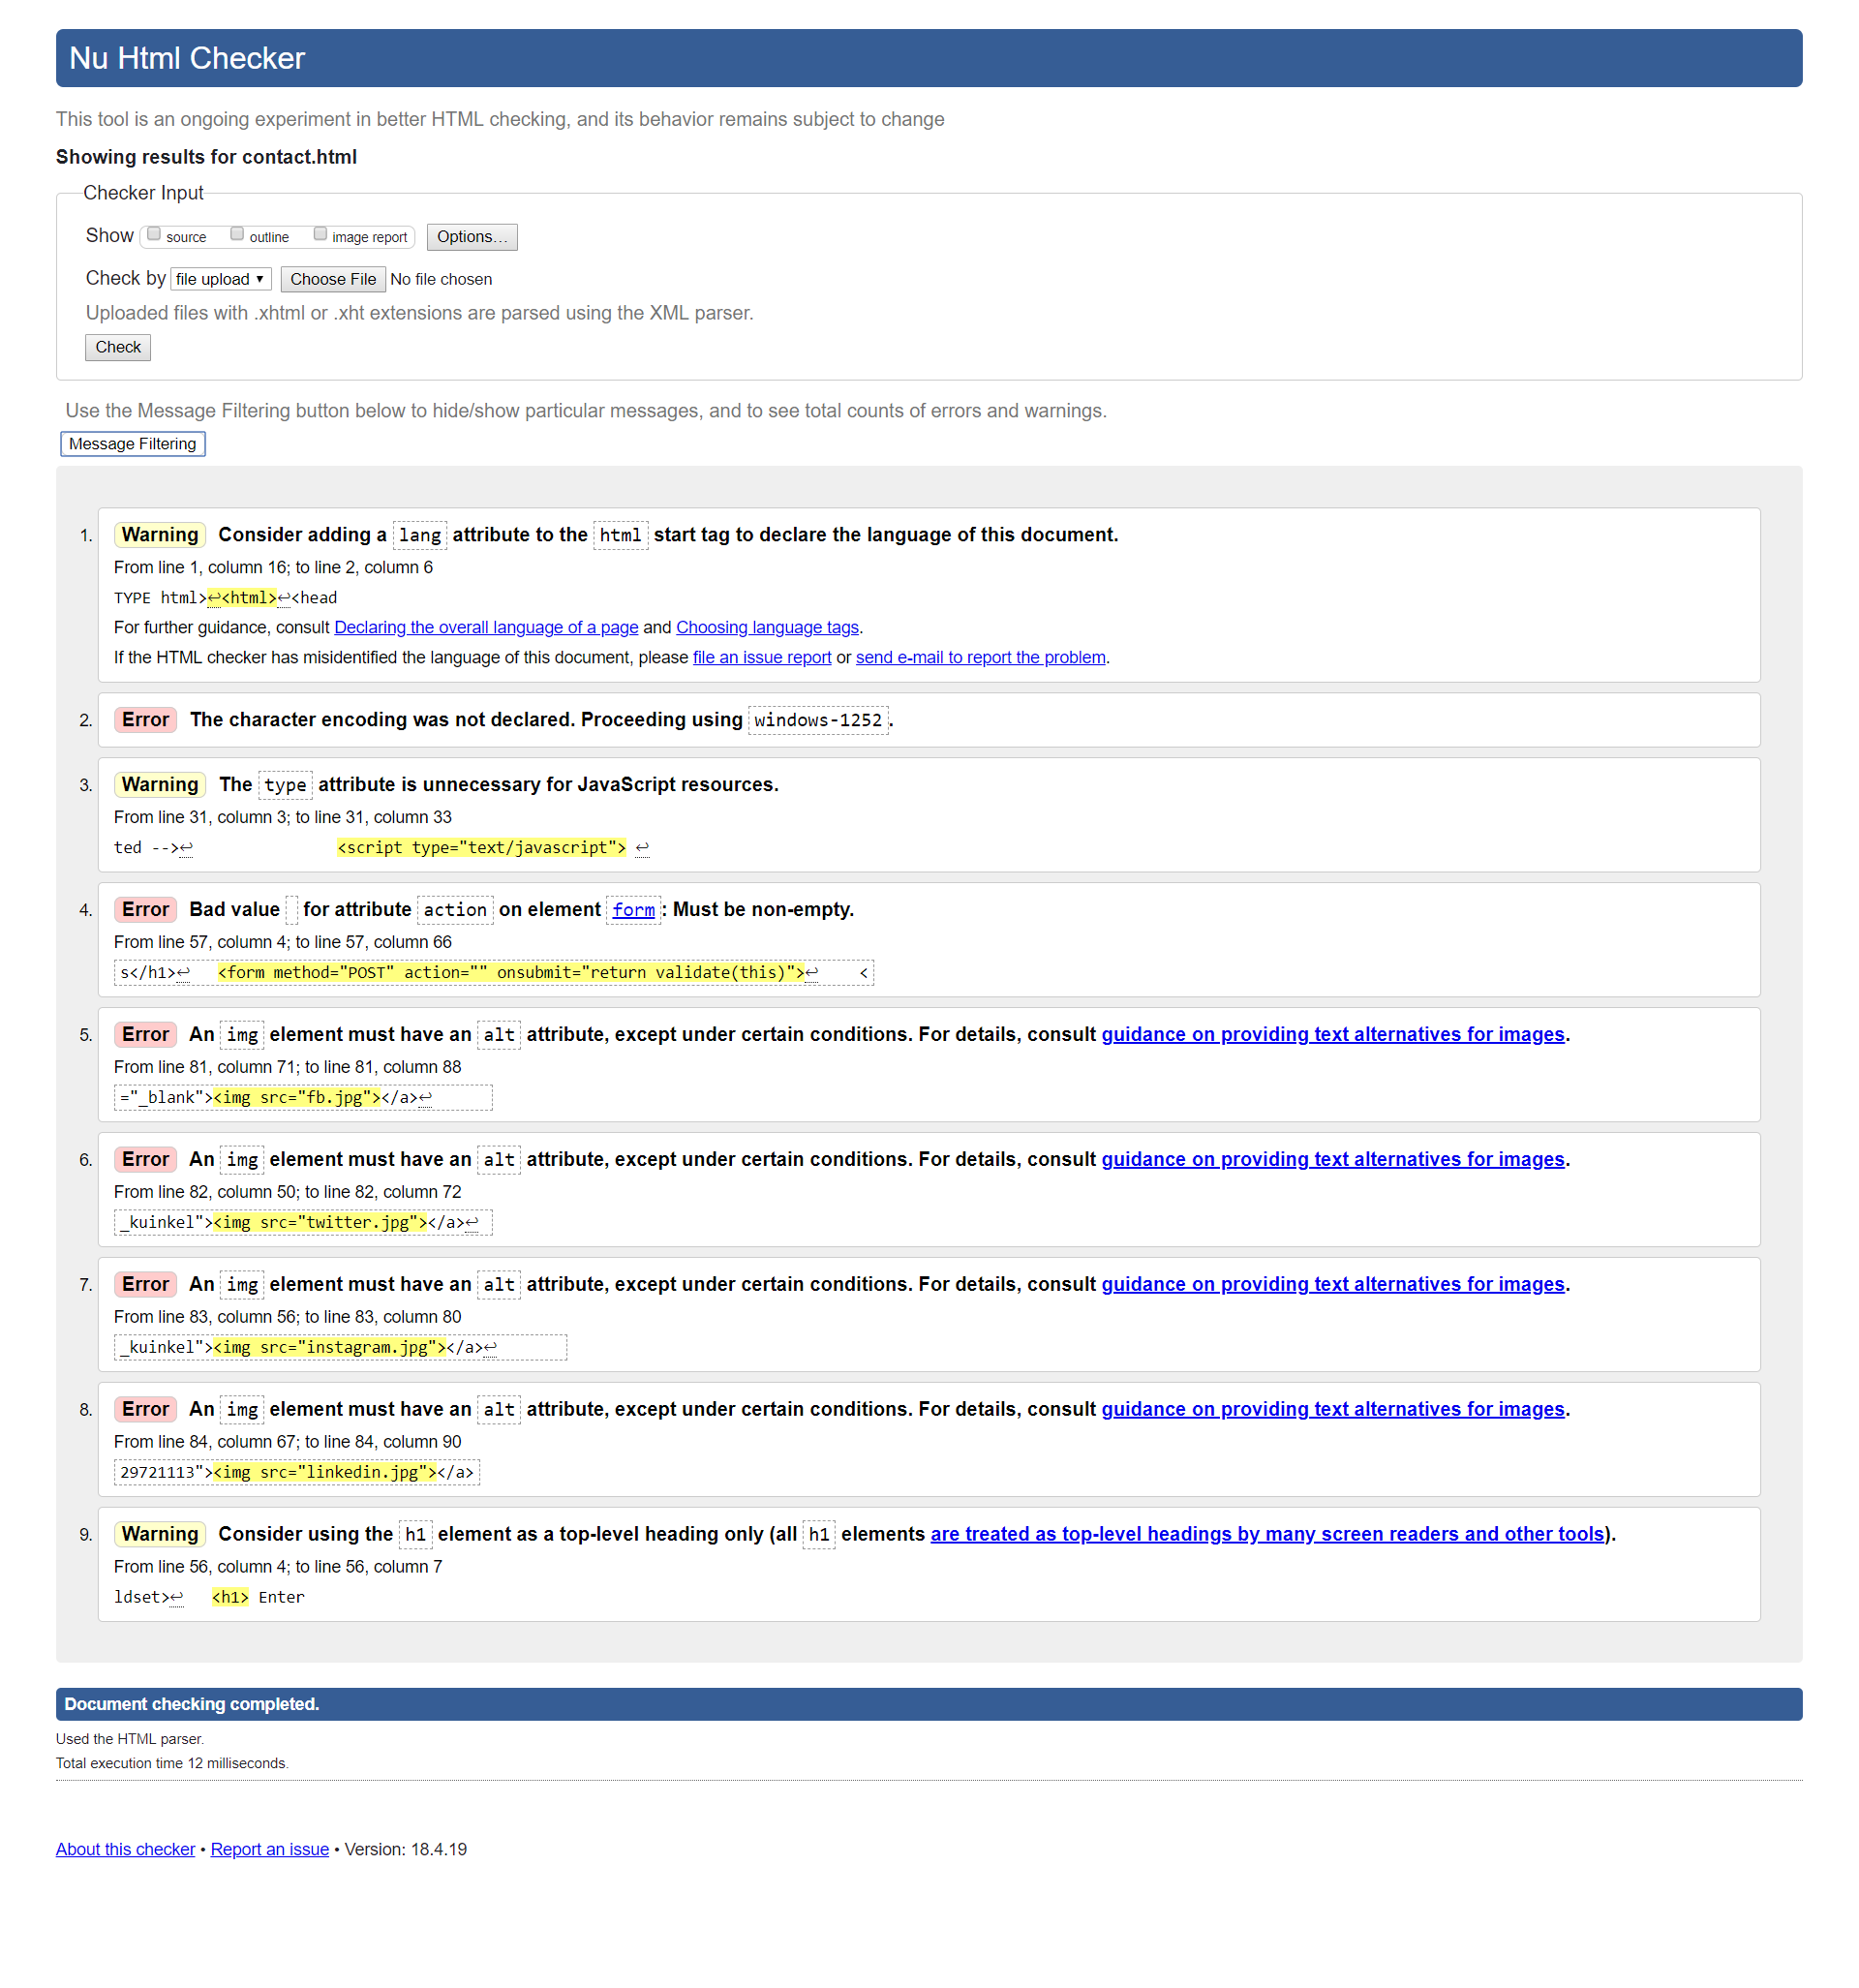 Nu Html Checker
This tool is an ongoing experiment in better HTML checking, and its behavior remains subject to change
Showing results for contact.html
Checker Input
Show source outline image report Options...
Check by file upload ▾ Choose File No file chosen
Uploaded files with .xhtml or .xht extensions are parsed using the XML parser.
Check
Use the Message Filtering button below to hide/show particular messages, and to see total counts of errors and warnings.
Message Filtering
1. Warning Consider adding a lang attribute to the html start tag to declare the language of this document.
From line 1, column 16; to line 2, column 6
TYPE html>↩<html>↩<head
For further guidance, consult Declaring the overall language of a page and Choosing language tags.
If the HTML checker has misidentified the language of this document, please file an issue report or send e-mail to report the problem.
2. Error The character encoding was not declared. Proceeding using windows-1252.
3. Warning The type attribute is unnecessary for JavaScript resources.
From line 31, column 3; to line 31, column 33
ted -->↩ <script type="text/javascript"> ↩
4. Error Bad value  for attribute action on element form: Must be non-empty.
From line 57, column 4; to line 57, column 66
s</h1>↩ <form method="POST" action="" onsubmit="return validate(this)">↩ <
5. Error An img element must have an alt attribute, except under certain conditions. For details, consult guidance on providing text alternatives for images.
From line 81, column 71; to line 81, column 88
="_blank"><img src="fb.jpg"></a>↩
6. Error An img element must have an alt attribute, except under certain conditions. For details, consult guidance on providing text alternatives for images.
From line 82, column 50; to line 82, column 72
_kuinkel"><img src="twitter.jpg"></a>↩
7. Error An img element must have an alt attribute, except under certain conditions. For details, consult guidance on providing text alternatives for images.
From line 83, column 56; to line 83, column 80
_kuinkel"><img src="instagram.jpg"></a>↩
8. Error An img element must have an alt attribute, except under certain conditions. For details, consult guidance on providing text alternatives for images.
From line 84, column 67; to line 84, column 90
29721113"><img src="linkedin.jpg"></a>
9. Warning Consider using the h1 element as a top-level heading only (all h1 elements are treated as top-level headings by many screen readers and other tools).
From line 56, column 4; to line 56, column 7
ldset>↩ <h1> Enter
Document checking completed.
Used the HTML parser.
Total execution time 12 milliseconds.
About this checker • Report an issue • Version: 18.4.19